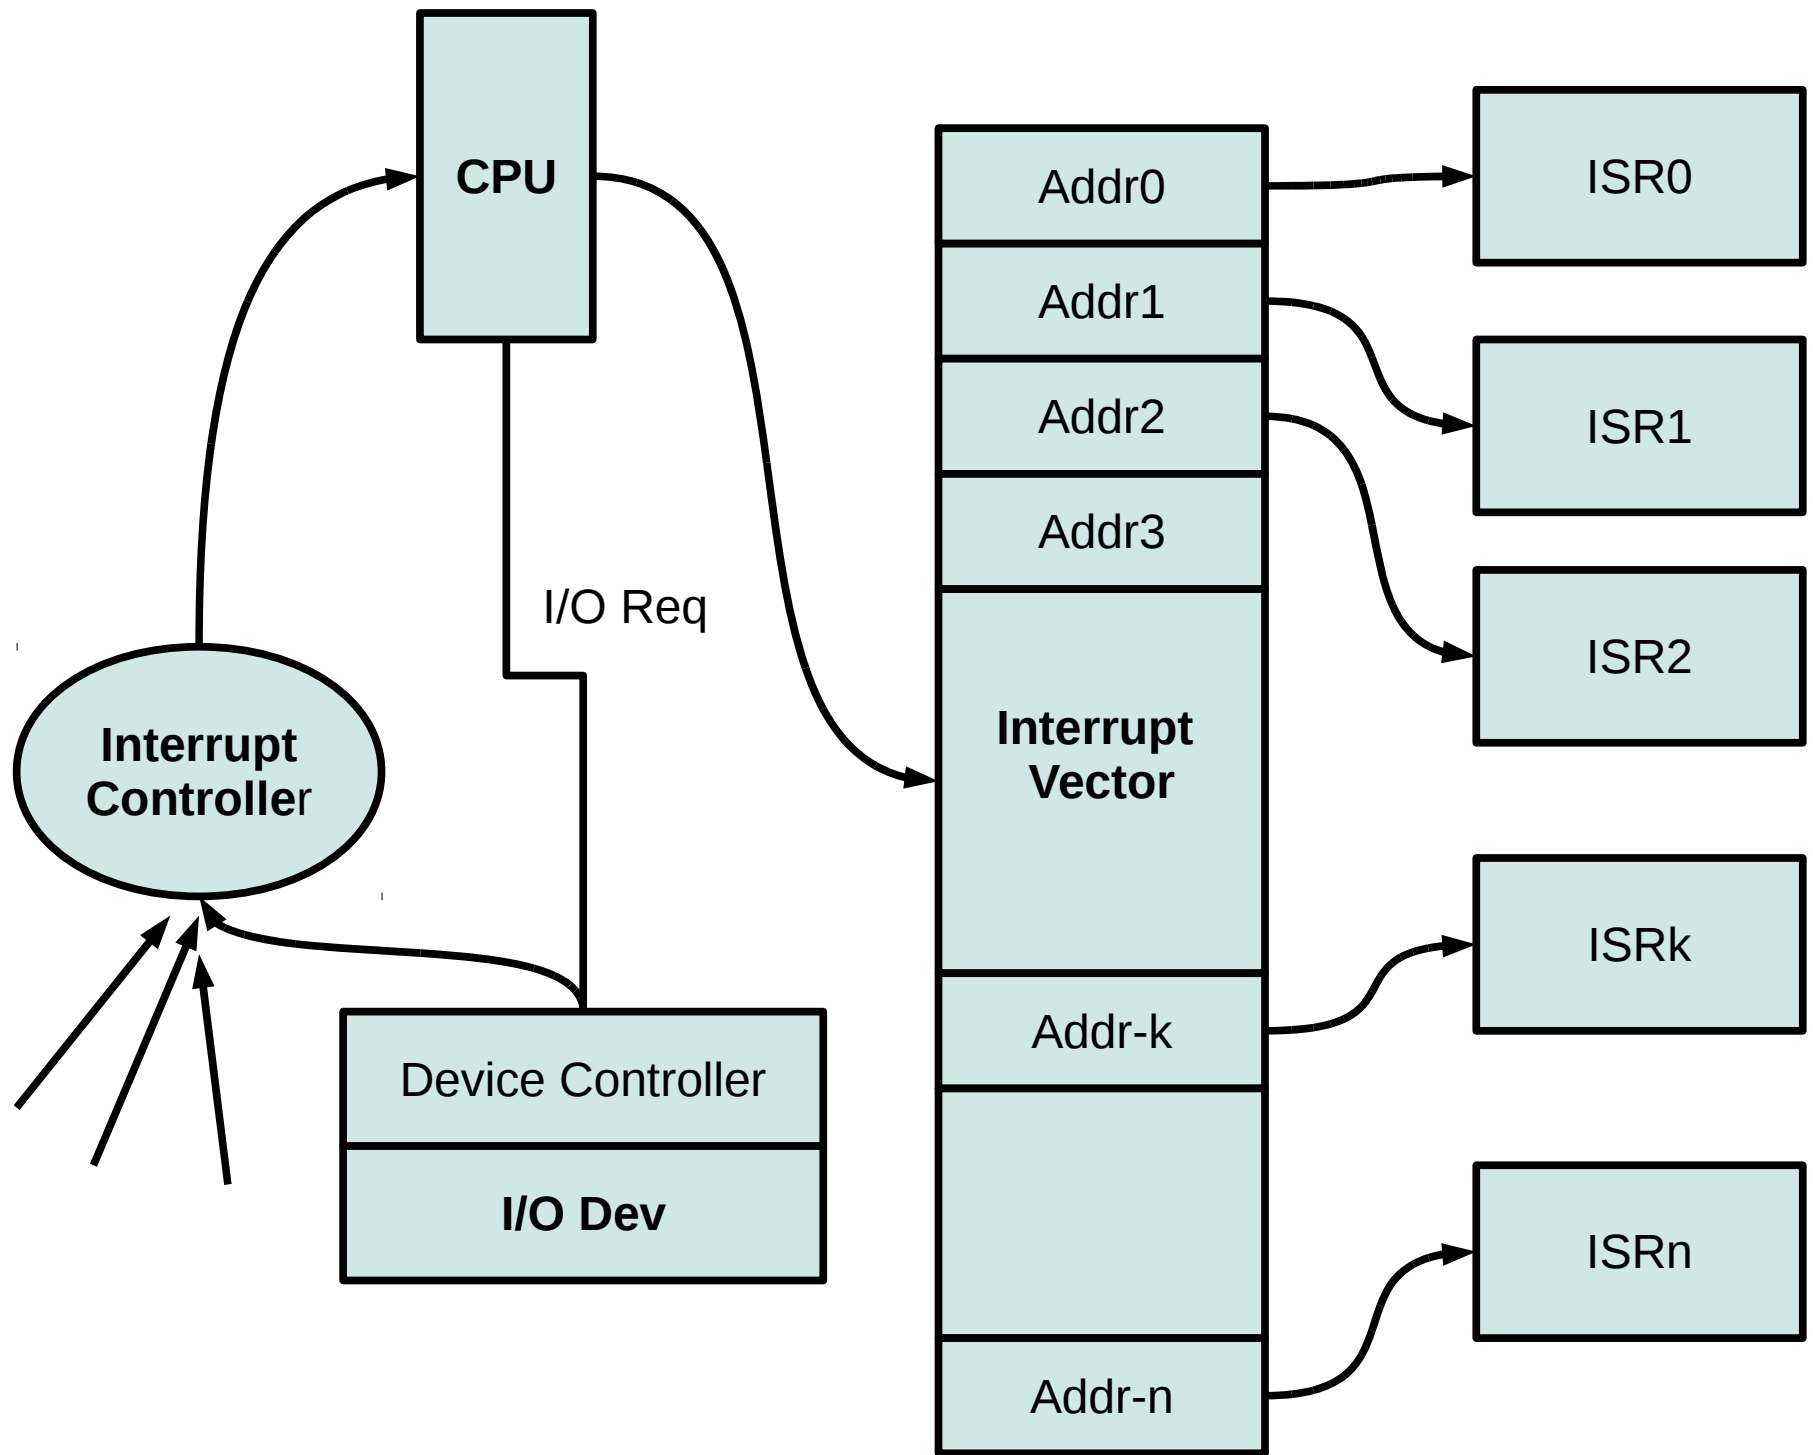 CPU
I/O Req
Interrupt
Controller
Device Controller
I/O Dev
Addr0
Addr1
Addr2
Addr3
Interrupt
Vector
Addr-k
Addr-n
ISR0
ISR1
ISR2
ISRk
ISRn